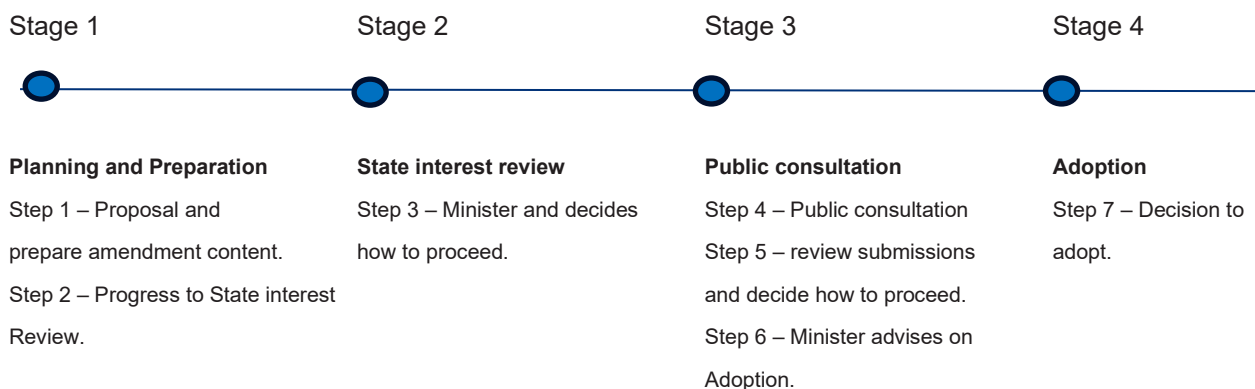 Stage 1
Stage 2
Stage 3
Stage 4
Planning and Preparation
Step 1 – Proposal and
prepare amendment content.
Step 2 – Progress to State interest
Review.
State interest review
Step 3 – Minister and decides
how to proceed.
Public consultation
Step 4 – Public consultation
Step 5 – review submissions
and decide how to proceed.
Step 6 – Minister advises on
Adoption.
Adoption
Step 7 – Decision to
adopt.